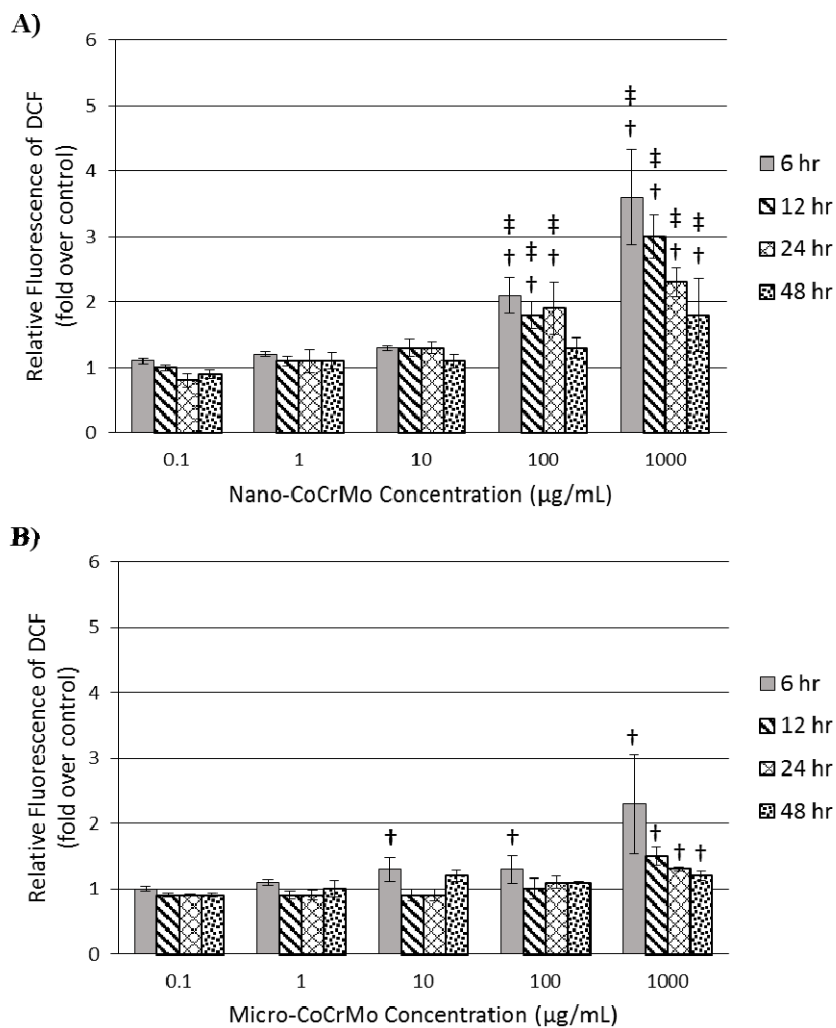 A)
6
5
4
3
2
1
0
Relative Fluorescence of DCF
(fold over control)
‡ ‡ ‡ ‡ ‡ ‡ ‡
† † † † † † †
0.1 1 10 100 1000
Nano-CoCrMo Concentration (µg/mL)
6 hr
12 hr
24 hr
48 hr
B)
6
5
4
3
2
1
0
Relative Fluorescence of DCF
(fold over control)
† † † † † †
0.1 1 10 100 1000
Micro-CoCrMo Concentration (µg/mL)
6 hr
12 hr
24 hr
48 hr